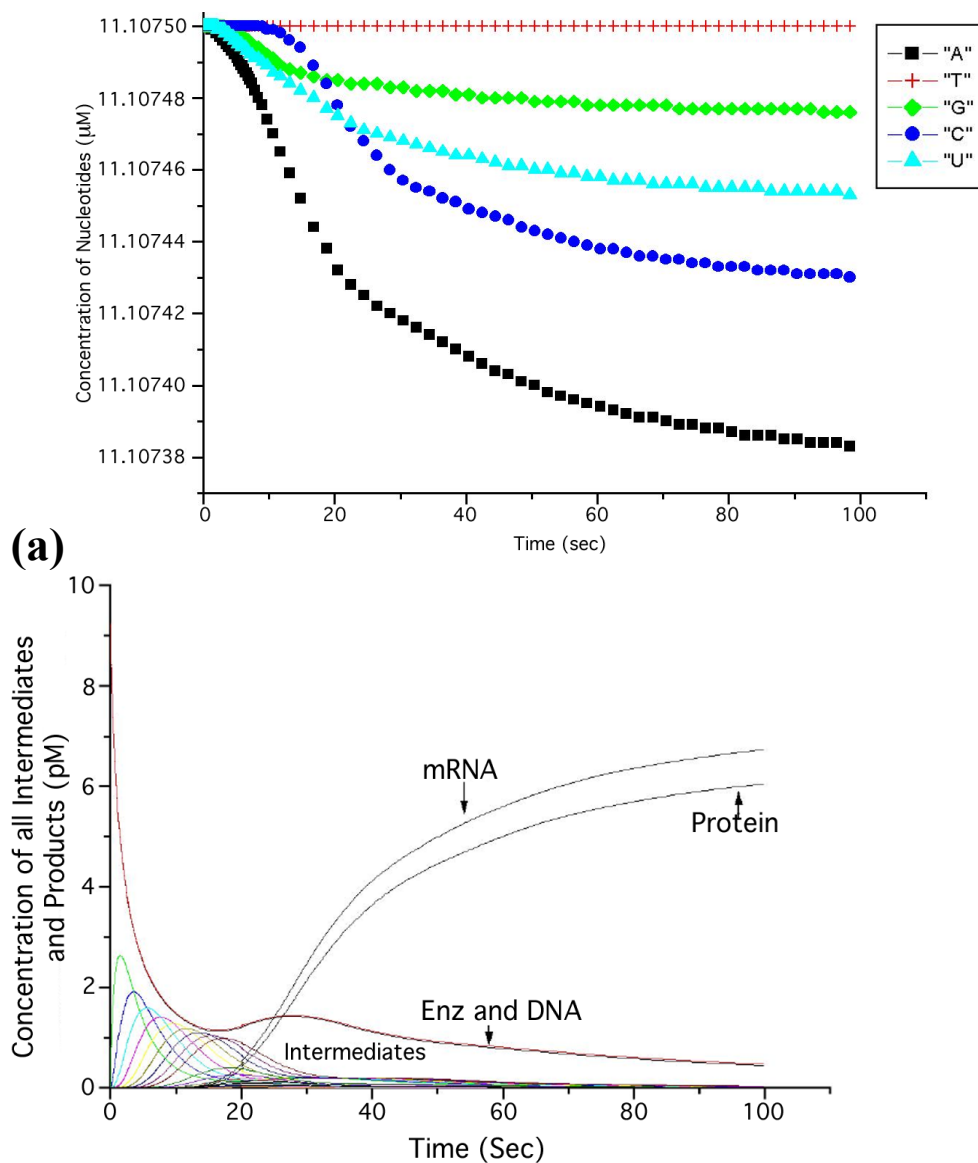 11.10750
11.10748
11.10746
11.10744
11.10742
11.10740
11.10738
Concentration of Nucleotides (µM)
0 20 40 60 80 100
Time (sec)
"A"
"T"
"G"
"C"
"U"
(a)
10
8
6
4
2
0
Concentration of all Intermediates
and Products (pM)
mRNA
Protein
Enz and DNA
Intermediates
0 20 40 60 80 100
Time (Sec)